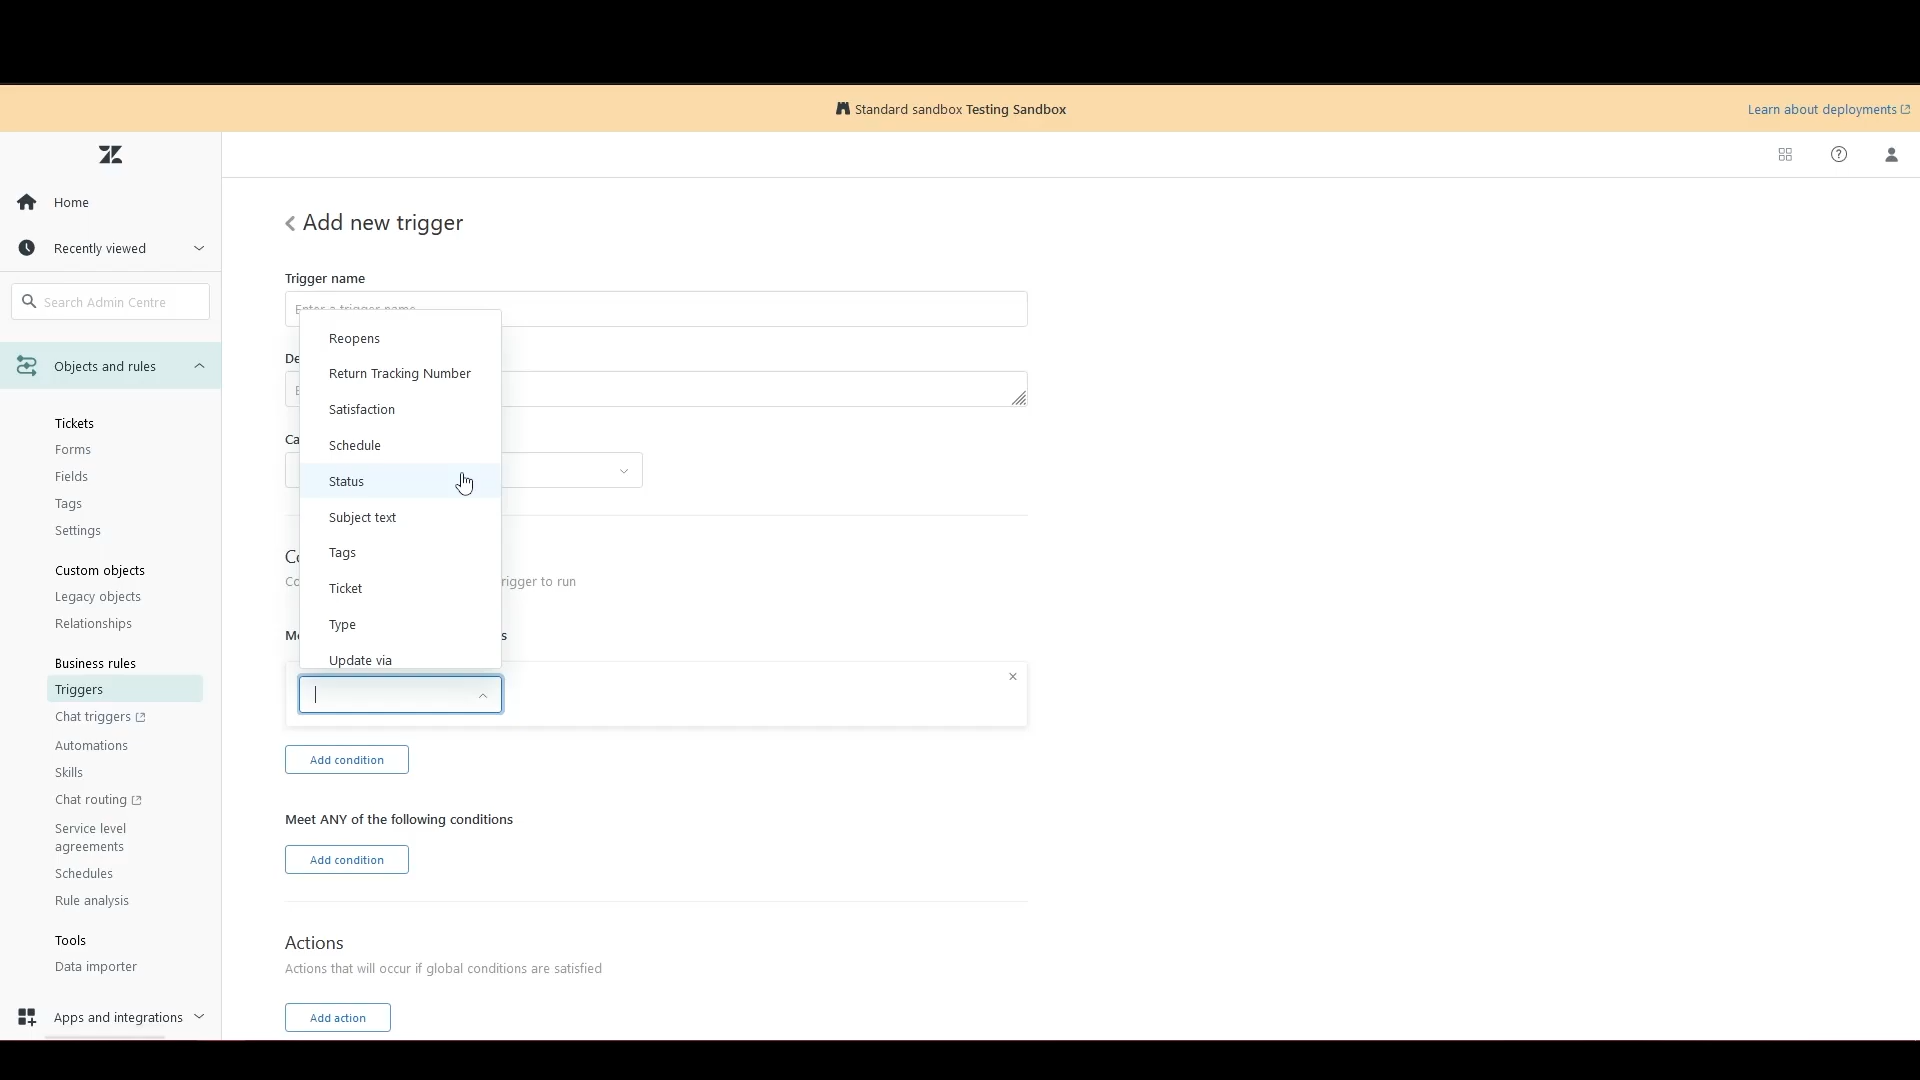 Standard sandbox Testing Sandbox
Learn about deployments
Home
Recently viewed
Search Admin Centre
Objects and rules
Tickets
Forms
Fields
Tags
Settings
Custom objects
Legacy objects
Relationships
Business rules
Triggers
Chat triggers
Automations
Skills
Chat routing
Service level
agreements
Schedules
Rule analysis
Tools
Data importer
Apps and integrations
Add new trigger
Trigger name
Reopens
Return Tracking Number
Satisfaction
Schedule
Status
Subject text
Tags
Ticket
Type
Update via
to run
Add condition
Meet ANY of the following conditions
Add condition
Actions
Actions that will occur if global conditions are satisfied
Add action